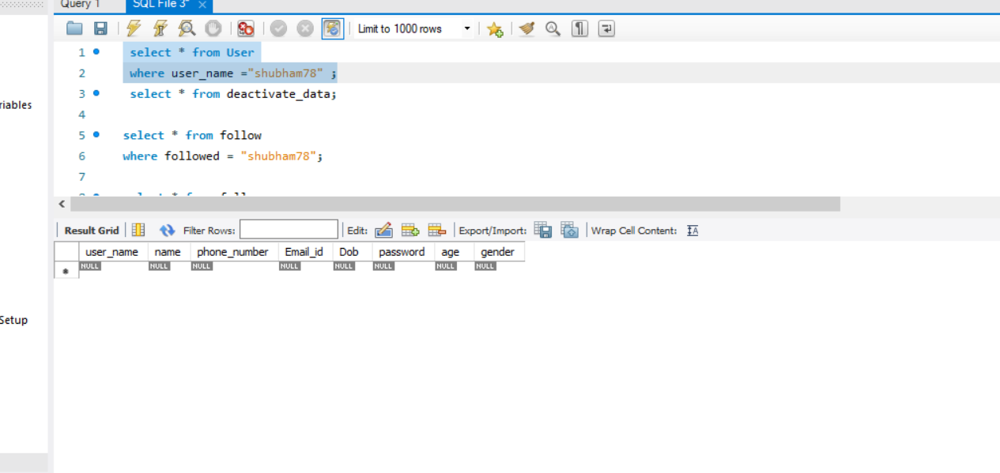 Query 1 SQL File 3* ×
Limit to 1000 rows
1 select * from User
2 where user_name ="shubham78" ;
3 select * from deactivate_data;
riables
4
5 select * from follow
6 where followed = "shubham78";
7
Result Grid Filter Rows: Edit: Export/Import: Wrap Cell Content: IA
user_name name phone_number Email_id Dob password age gender
* NULL NULL NULL NULL NULL NULL NULL NULL
Setup